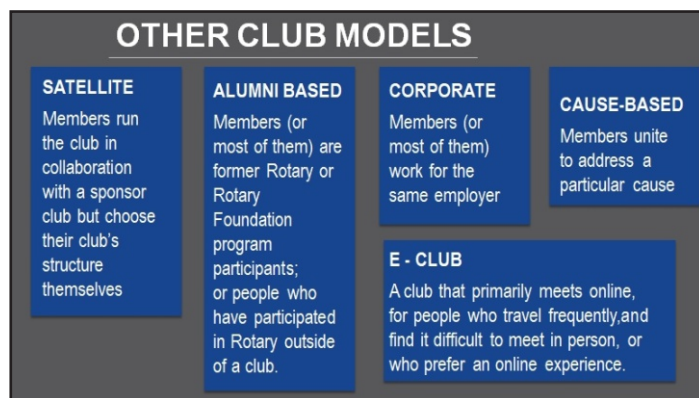 OTHER CLUB MODELS
SATELLITE
Members run
the club in
collaboration
with a sponsor
club but choose
their club's
structure
themselves
ALUMNI BASED
Members (or
most of them) are
former Rotary or
Rotary
Foundation
program
participants;
or people who
have participated
in Rotary outside
of a club.
CORPORATE
Members (or
most of them)
work for the
same employer
CAUSE-BASED
Members unite
to address a
particular cause
E - CLUB
A club that primarily meets online,
for people who travel frequently,and
find it difficult to meet in person, or
who prefer an online experience.